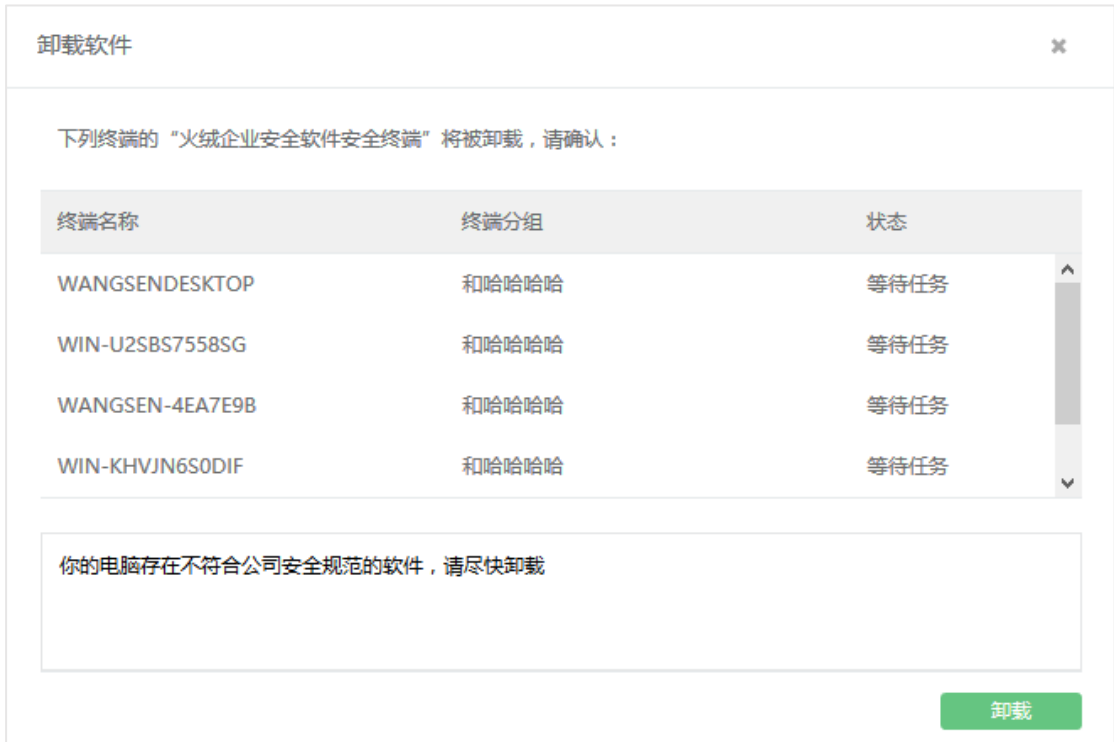 卸载软件
下列终端的“火绒企业安全软件安全终端”将被卸载，请确认：
终端名称 终端分组 状态
WANGSENDESKTOP 和哈哈哈哈 等待任务
WIN-U2SBS7558SG 和哈哈哈哈 等待任务
WANGSEN-4EA7E9B 和哈哈哈哈 等待任务
WIN-KHVJN6S0DIF 和哈哈哈哈 等待任务
你的电脑存在不符合公司安全规范的软件，请尽快卸载
卸载